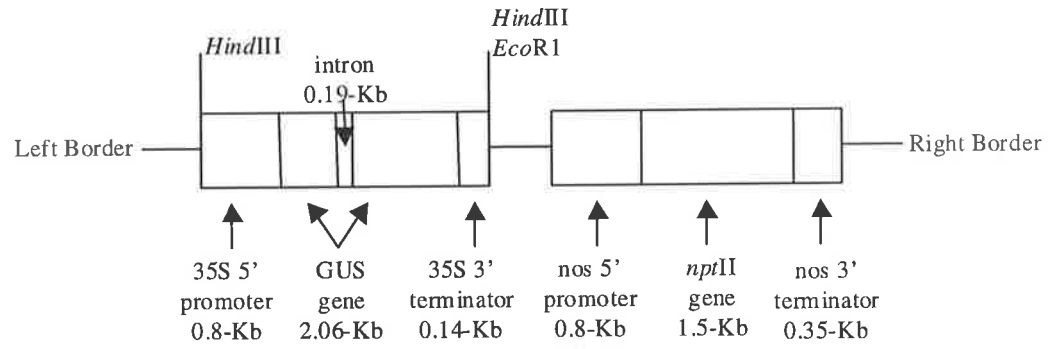 HindIII
HindIII
EcoR1
intron
0.19-Kb
Left Border
Right Border
35S 5’
promoter
0.8-Kb
GUS
gene
2.06-Kb
35S 3’
terminator
0.14-Kb
nos 5’
promoter
0.8-Kb
nptII
gene
1.5-Kb
nos 3’
terminator
0.35-Kb